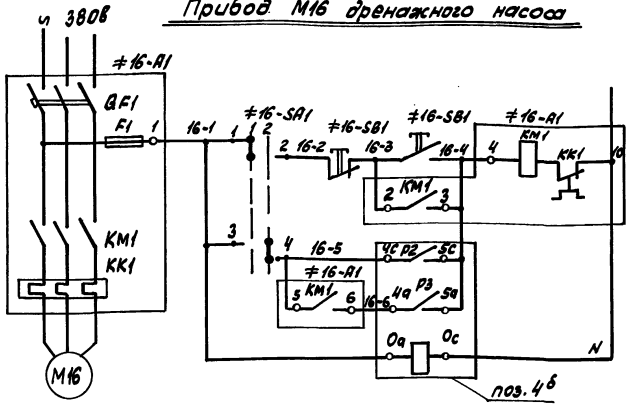 Привод М16 дренажного насоса
~ 380в
≠16-А1
QF1
F1
1
16-1
1
≠16-SA1
1 2
2
16-2
≠16-SB1
16-3
≠16-SB1
16-4
≠16-А1
4
КМ1
КК1
10
2
КМ1
3
3
4
16-5
4с
Р2
5с
КМ1
КК1
≠16-А1
5
КМ1
6
16-6
4а
Р3
5а
0а
0с
N
М16
поз. 4б